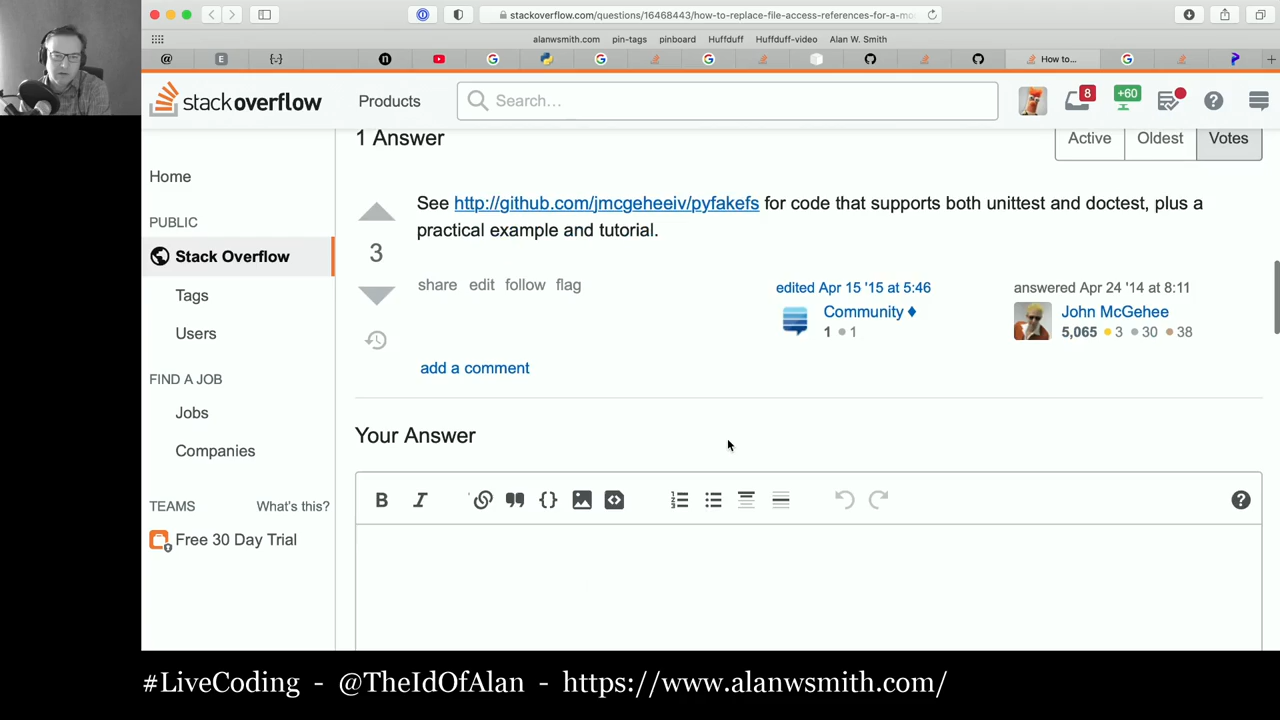 stackoverflow.com/questions/16468443/how-to-replace-file-access-references-for-a-mo
alanwsmith.com pin-tags pinboard Huffduff Huffduff-video Alan W. Smith
How to...
stackoverflow Products Search... 8 +60
1 Answer
Active Oldest Votes
Home
PUBLIC
Stack Overflow
Tags
Users
FIND A JOB
Jobs
Companies
TEAMS What's this?
Free 30 Day Trial
See http://github.com/jmcgeheeiv/pyfakefs for code that supports both unittest and doctest, plus a
practical example and tutorial.
3
share edit follow flag
edited Apr 15 '15 at 5:46
Community ♦
1 ● 1
answered Apr 24 '14 at 8:11
John McGehee
5,065 ● 3 ● 30 ● 38
add a comment
Your Answer
B I
#LiveCoding - @TheIdOfAlan - https://www.alanwsmith.com/